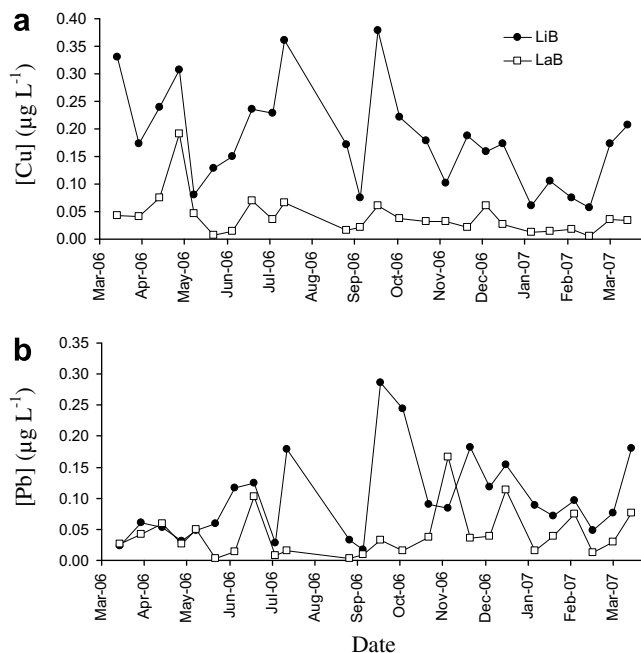 a
LiB
LaB
[Cu] (µg L-1)
0.40
0.35
0.30
0.25
0.20
0.15
0.10
0.05
0.00
Mar-06
Apr-06
May-06
Jun-06
Jul-06
Aug-06
Sep-06
Oct-06
Nov-06
Dec-06
Jan-07
Feb-07
Mar-07
b
[Pb] (µg L-1)
0.35
0.30
0.25
0.20
0.15
0.10
0.05
0.00
Mar-06
Apr-06
May-06
Jun-06
Jul-06
Aug-06
Sep-06
Oct-06
Nov-06
Dec-06
Jan-07
Feb-07
Mar-07
Date